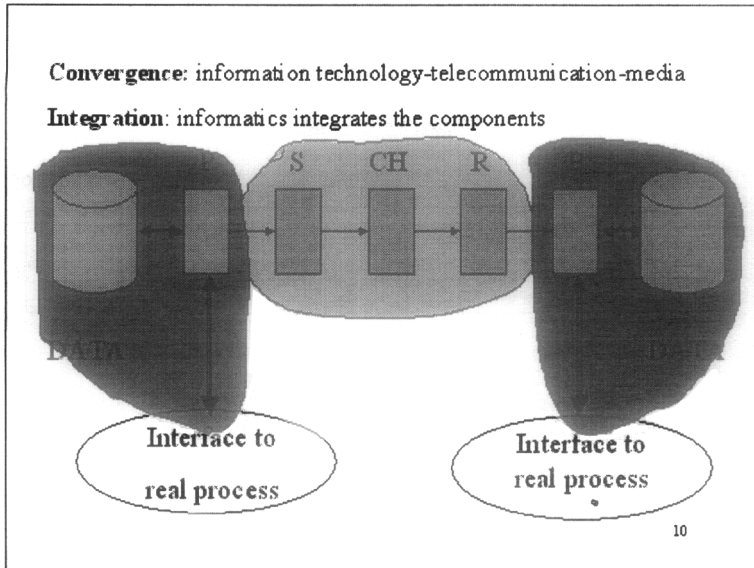 Convergence: information technology-telecommunication-media
Integration: informatics integrates the components
P S CH R P
DATA DATA
Interface to
real process
Interface to
real process
10